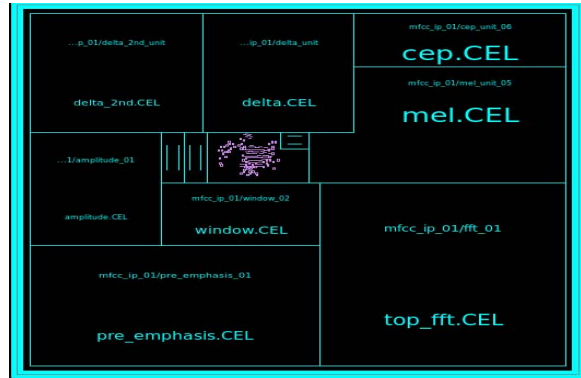 ...p_01/delta_2nd_unit
delta_2nd.CEL
...ip_01/delta_unit
delta.CEL
mfcc_ip_01/cep_unit_06
cep.CEL
mfcc_ip_01/mel_unit_05
mel.CEL
...1/amplitude_01
amplitude.CEL
mfcc_ip_01/window_02
window.CEL
mfcc_ip_01/fft_01
top_fft.CEL
mfcc_ip_01/pre_emphasis_01
pre_emphasis.CEL